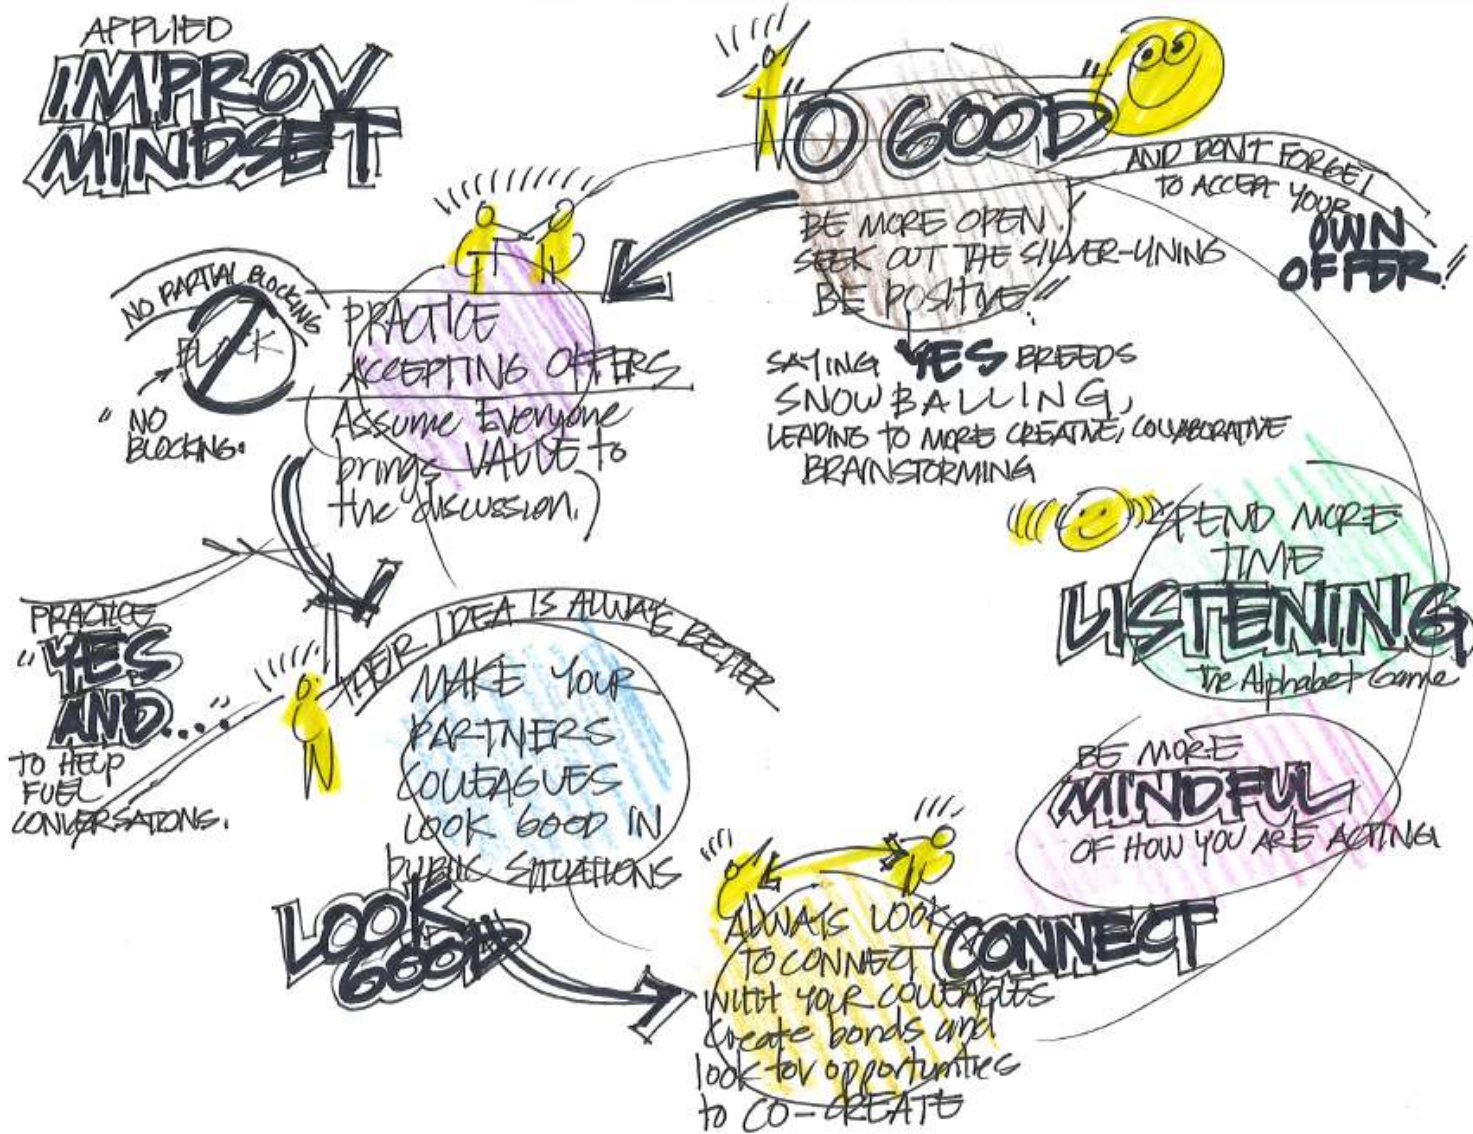 APPLIED
IMPROV
MINDSET
"O GOOD"
AND DON'T FORGET
TO ACCEPT YOUR
OWN
OFFER!!
BE MORE OPEN
SEEK OUT THE SILVER-LINING
BE POSITIVE!!
SAYING YES BREEDS
SNOWBALLING,
LEADING TO MORE CREATIVE, COLLABORATIVE
BRAINSTORMING
NO PARTIAL BLOCKING
BLOCK
"NO
BLOCKING.
PRACTICE
ACCEPTING OFFERS
Assume Everyone
brings VALUE to
the discussion.)
PRACTICE
"YES
AND...."
TO HELP
FUEL
CONVERSATIONS.
THEIR IDEA IS ALWAYS BETTER
MAKE YOUR
PARTNERS
COLLEAGUES
LOOK GOOD IN
PUBLIC SITUATIONS
LOOK
GOOD
ALWAYS LOOK
TO CONNECT CONNECT
WITH YOUR COLLEAGUES
Create bonds and
look for opportunities
to CO-CREATE
SPEND MORE
TIME
LISTENING
The Alphabet Game
BE MORE
MINDFUL
OF HOW YOU ARE ACTING